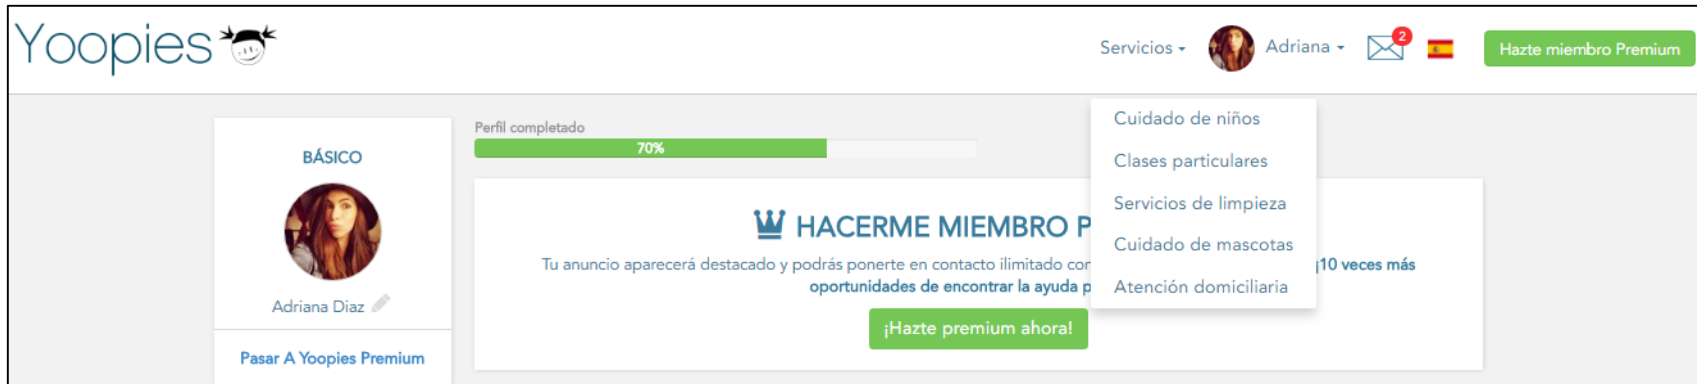 Yoopies
Servicios
Adriana
2
Hazte miembro Premium
Cuidado de niños
Clases particulares
Servicios de limpieza
Cuidado de mascotas
Atención domiciliaria
BÁSICO
Adriana Diaz
Pasar A Yoopies Premium
Perfil completado
70%
HACERME MIEMBRO P
Tu anuncio aparecerá destacado y podrás ponerte en contacto ilimitado con ¡10 veces más
oportunidades de encontrar la ayuda p
¡Hazte premium ahora!